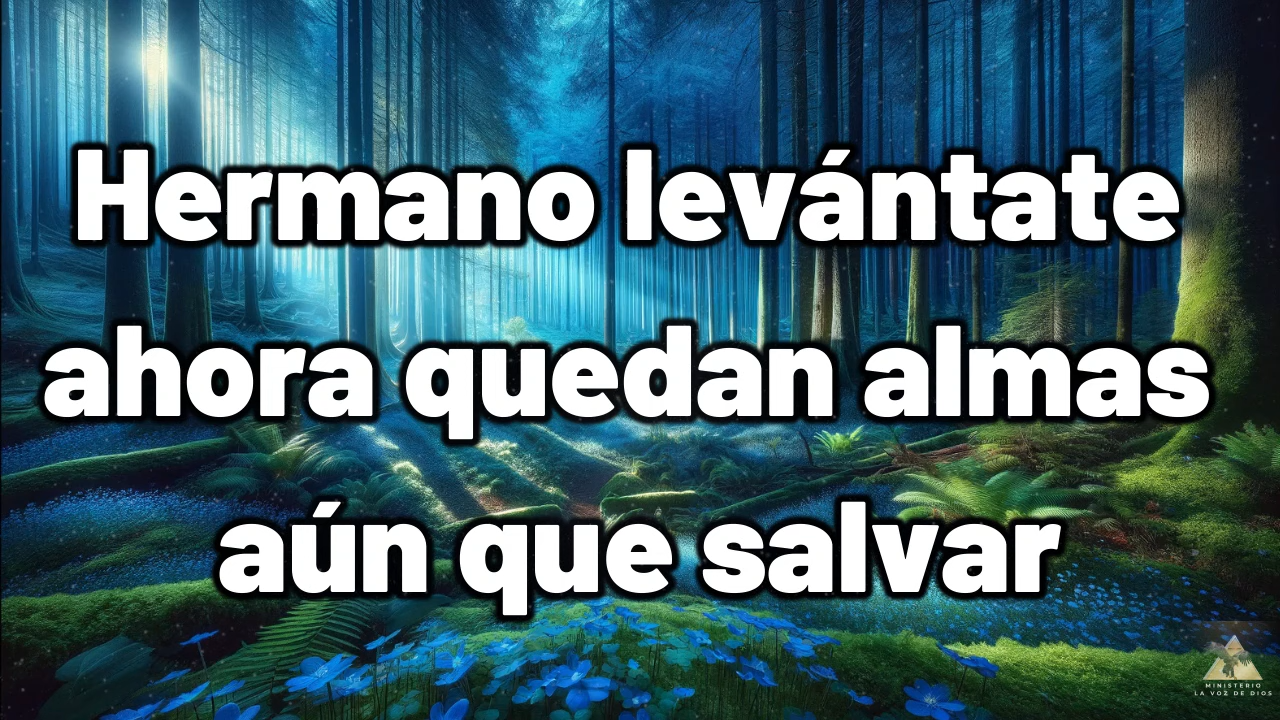 Hermano levántate
ahora quedan almas
aún que salvar
MINISTERIO
LA VOZ DE DIOS